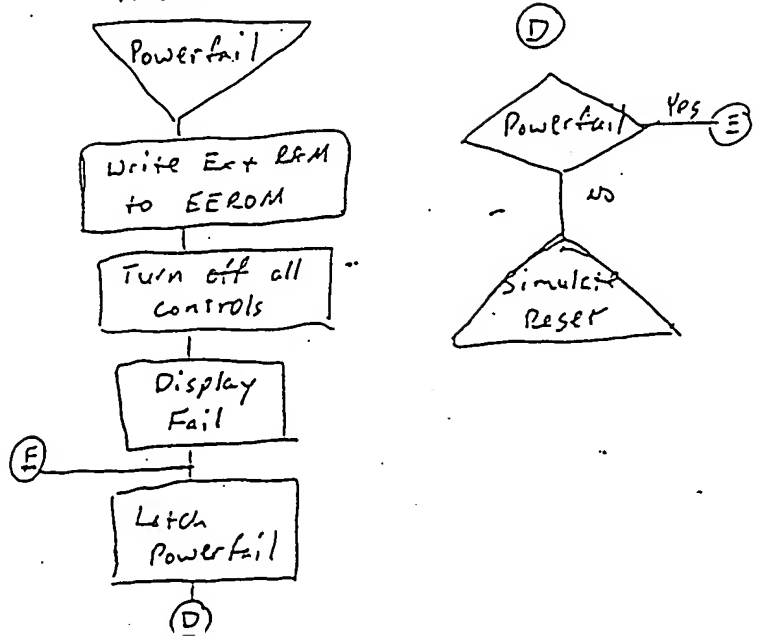 Powerfail
Write Ext RAM
to EEROM
Turn off all
controls
Display
Fail
E
Latch
Powerfail
D
D
Powerfail
Yes
E
NO
Simulate
Reset